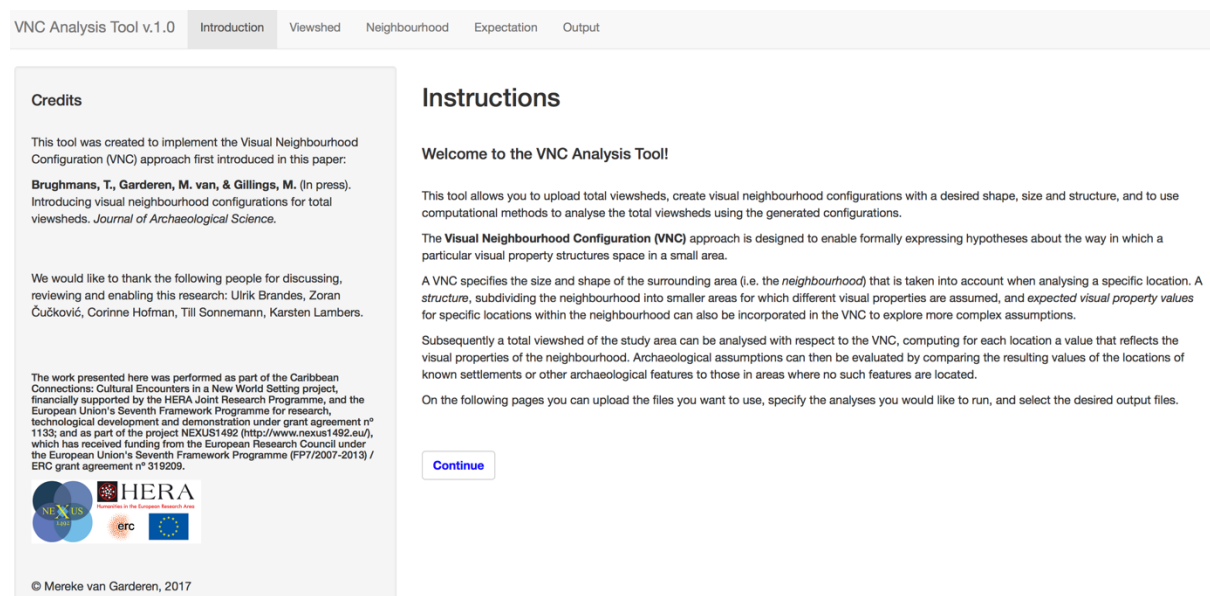 VNC Analysis Tool v.1.0 Introduction Viewshed Neighbourhood Expectation Output
Credits
This tool was created to implement the Visual Neighbourhood
Configuration (VNC) approach first introduced in this paper:
Brughmans, T., Garderen, M. van, & Gillings, M. (In press).
Introducing visual neighbourhood configurations for total
viewsheds. Journal of Archaeological Science.
We would like to thank the following people for discussing,
reviewing and enabling this research: Ulrik Brandes, Zoran
Čučković, Corinne Hofman, Till Sonnemann, Karsten Lambers.
The work presented here was performed as part of the Caribbean
Connections: Cultural Encounters in a New World Setting project,
financially supported by the HERA Joint Research Programme, and the
European Union's Seventh Framework Programme for research,
technological development and demonstration under grant agreement nº
1133; and as part of the project NEXUS1492 (http://www.nexus1492.eu/),
which has received funding from the European Research Council under
the European Union's Seventh Framework Programme (FP7/2007-2013) /
ERC grant agreement nº 319209.
NEXUS
1492
HERA
Humanities in the European Research Area
erc
© Mereke van Garderen, 2017
Instructions
Welcome to the VNC Analysis Tool!
This tool allows you to upload total viewsheds, create visual neighbourhood configurations with a desired shape, size and structure, and to use
computational methods to analyse the total viewsheds using the generated configurations.
The Visual Neighbourhood Configuration (VNC) approach is designed to enable formally expressing hypotheses about the way in which a
particular visual property structures space in a small area.
A VNC specifies the size and shape of the surrounding area (i.e. the neighbourhood) that is taken into account when analysing a specific location. A
structure, subdividing the neighbourhood into smaller areas for which different visual properties are assumed, and expected visual property values
for specific locations within the neighbourhood can also be incorporated in the VNC to explore more complex assumptions.
Subsequently a total viewshed of the study area can be analysed with respect to the VNC, computing for each location a value that reflects the
visual properties of the neighbourhood. Archaeological assumptions can then be evaluated by comparing the resulting values of the locations of
known settlements or other archaeological features to those in areas where no such features are located.
On the following pages you can upload the files you want to use, specify the analyses you would like to run, and select the desired output files.
Continue